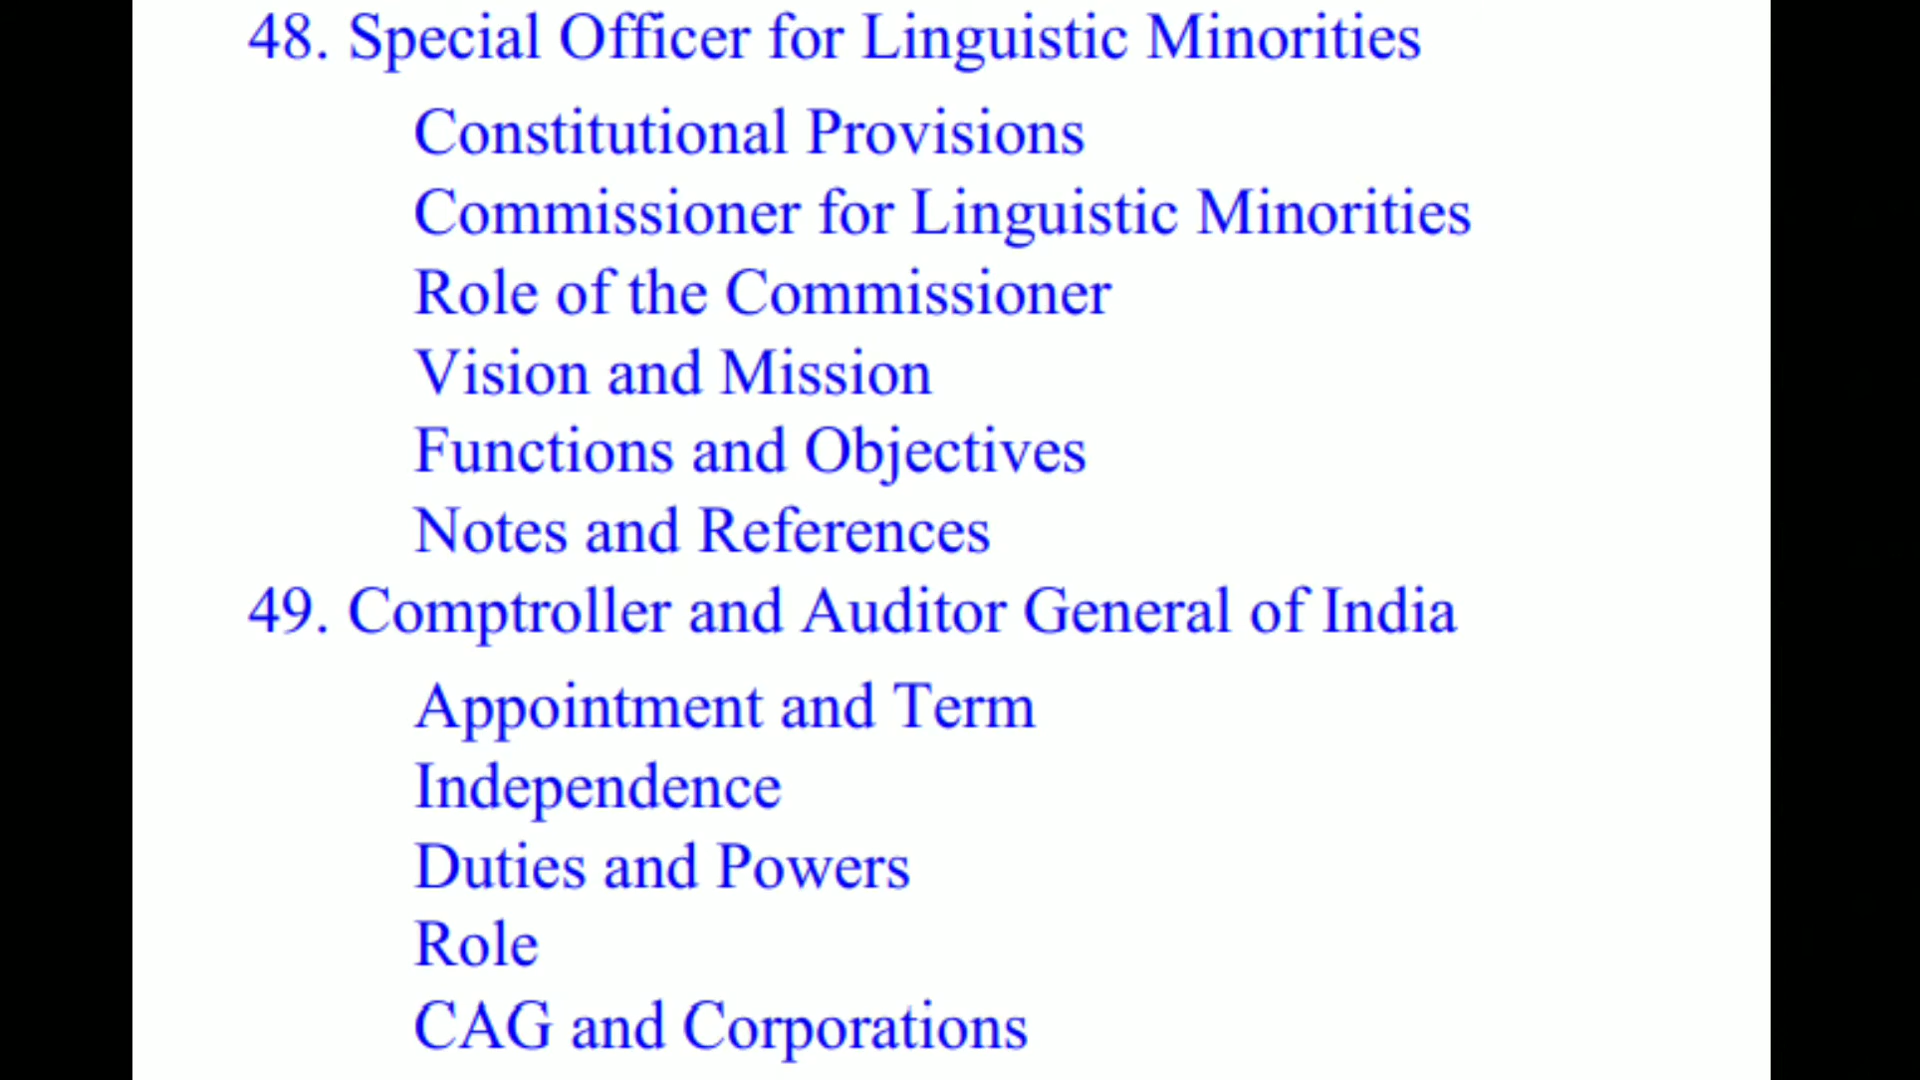 48. Special Officer for Linguistic Minorities
Constitutional Provisions
Commissioner for Linguistic Minorities
Role of the Commissioner
Vision and Mission
Functions and Objectives
Notes and References
49. Comptroller and Auditor General of India
Appointment and Term
Independence
Duties and Powers
Role
CAG and Corporations